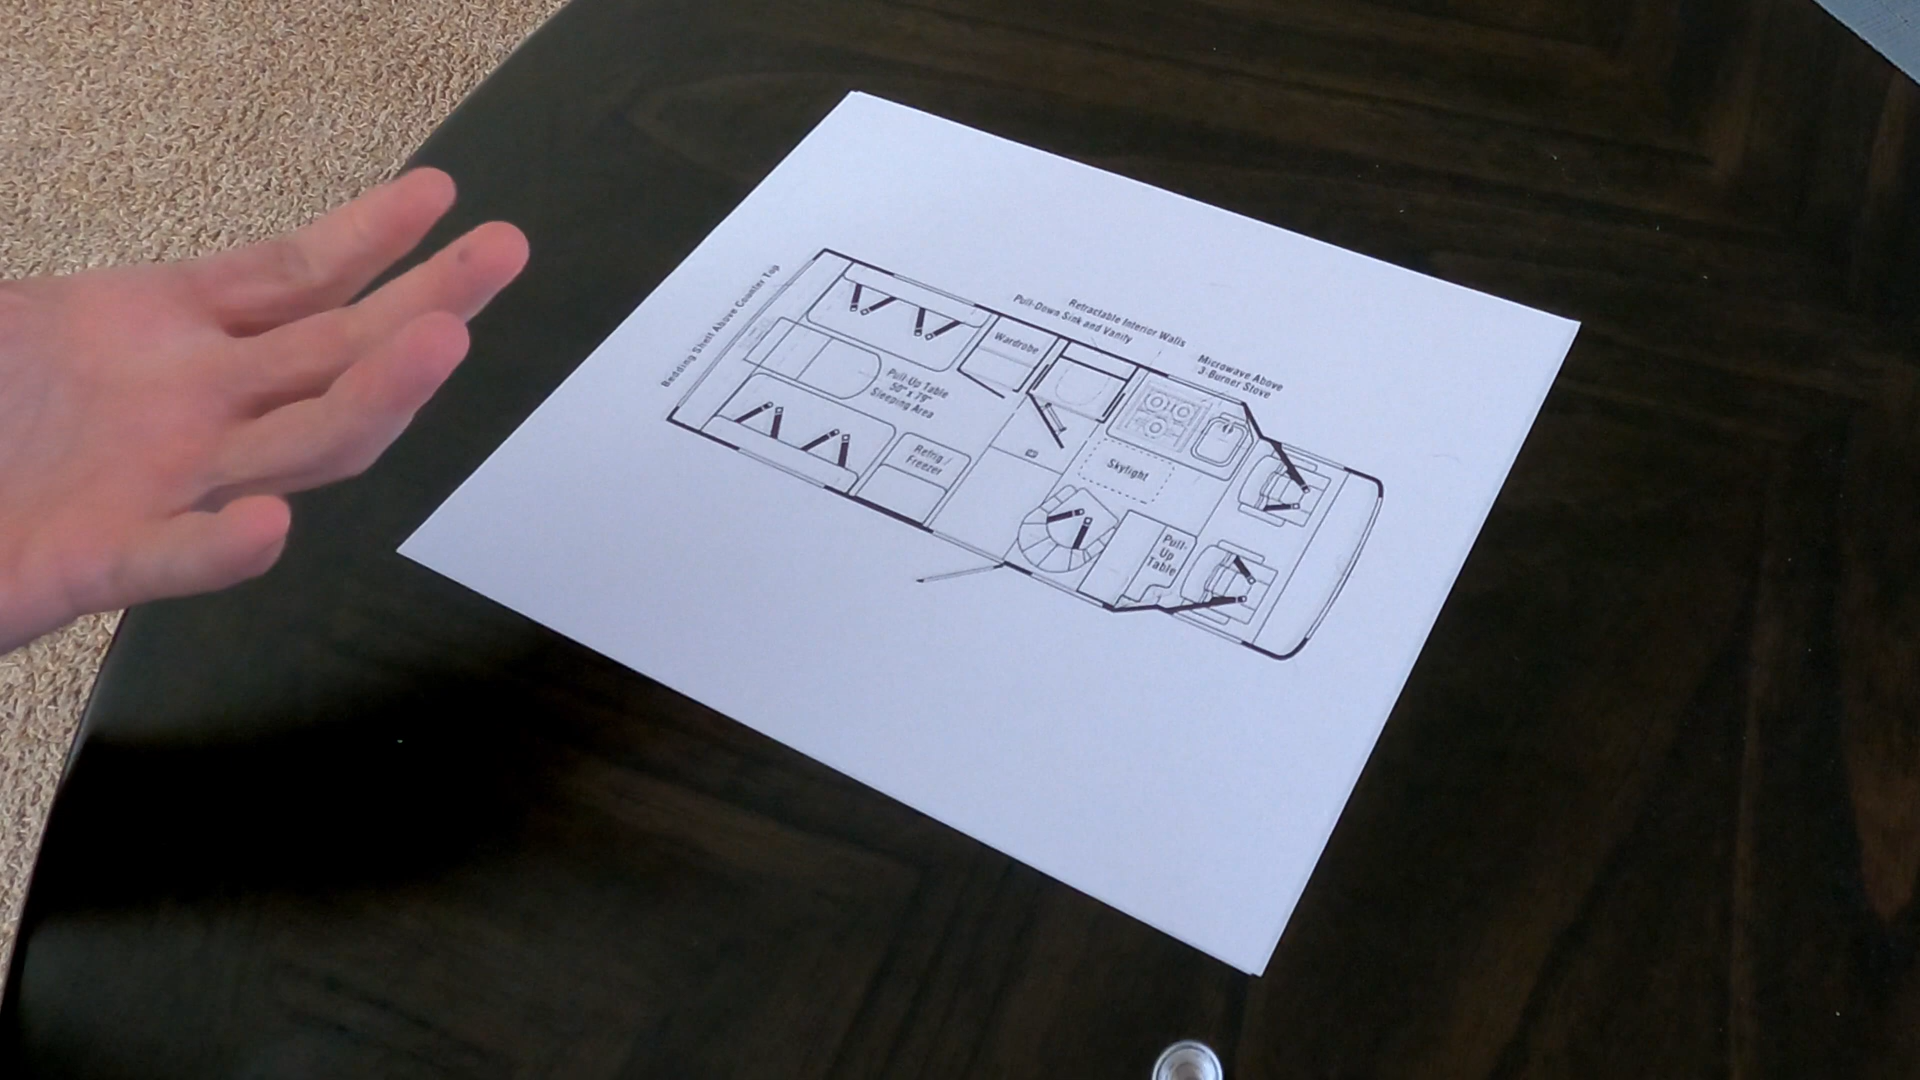 Bedding Shelf Above Counter Top
Retractable Interior Walls
Pull-Down Sink and Vanity
Microwave Above
3-Burner Stove
Wardrobe
Pull-Up Table
50" x 79"
Sleeping Area
Refrig /
Freezer
Skylight
Pull-
Up
Table